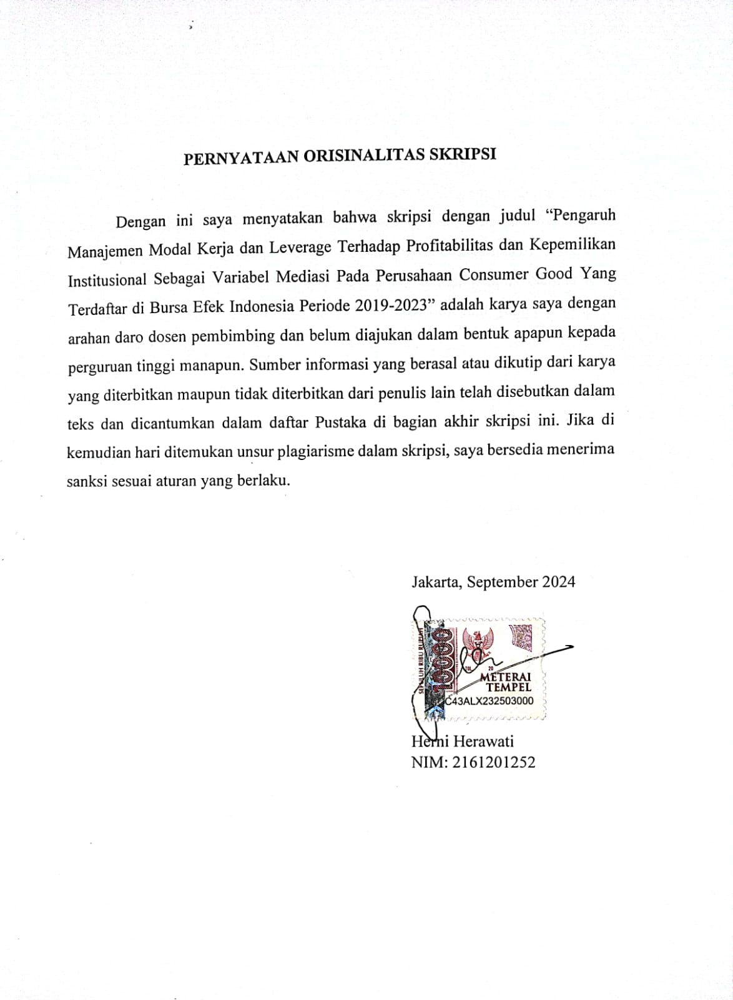 PERNYATAAN ORISINALITAS SKRIPSI
Dengan ini saya menyatakan bahwa skripsi dengan judul “Pengaruh
Manajemen Modal Kerja dan Leverage Terhadap Profitabilitas dan Kepemilikan
Institusional Sebagai Variabel Mediasi Pada Perusahaan Consumer Good Yang
Terdaftar di Bursa Efek Indonesia Periode 2019-2023” adalah karya saya dengan
arahan daro dosen pembimbing dan belum diajukan dalam bentuk apapun kepada
perguruan tinggi manapun. Sumber informasi yang berasal atau dikutip dari karya
yang diterbitkan maupun tidak diterbitkan dari penulis lain telah disebutkan dalam
teks dan dicantumkan dalam daftar Pustaka di bagian akhir skripsi ini. Jika di
kemudian hari ditemukan unsur plagiarisme dalam skripsi, saya bersedia menerima
sanksi sesuai aturan yang berlaku.
Jakarta, September 2024
SEPULUH RIBU RUPIAH
10000
TGL. 20
METERAI
TEMPEL
C43ALX232503000
Herni Herawati
NIM: 2161201252